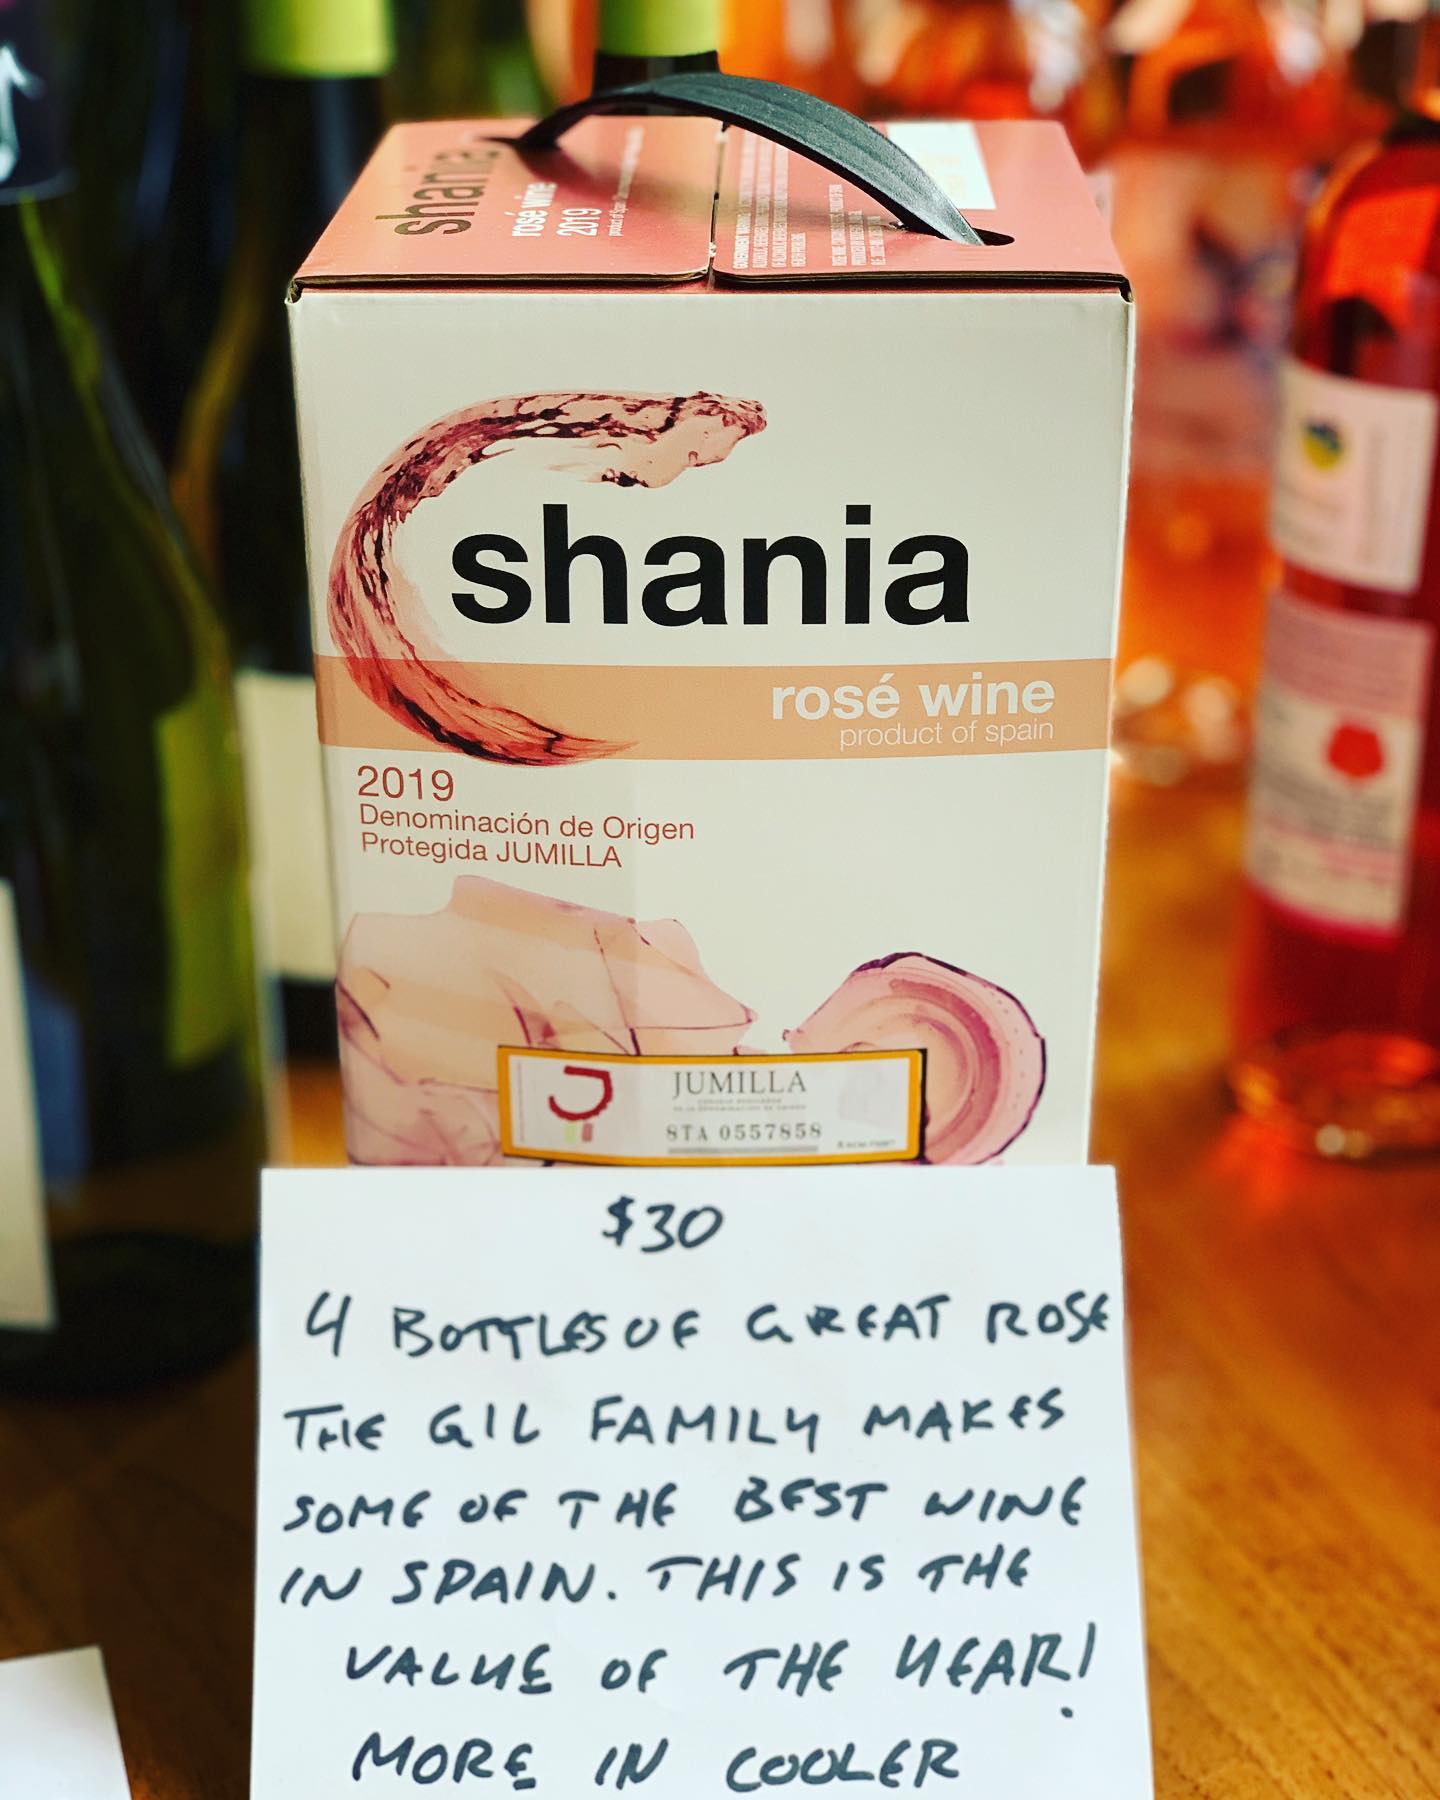 shania
rosé wine
2019
shania
rosé wine
product of spain
2019
Denominación de Origen
Protegida JUMILLA
JUMILLA
8TA 0557858
$30
4 BOTTLES OF GREAT ROSE
THE GIL FAMILY MAKES
SOME OF THE BEST WINE
IN SPAIN. THIS IS THE
VALUE OF THE YEAR!
MORE IN COOLER